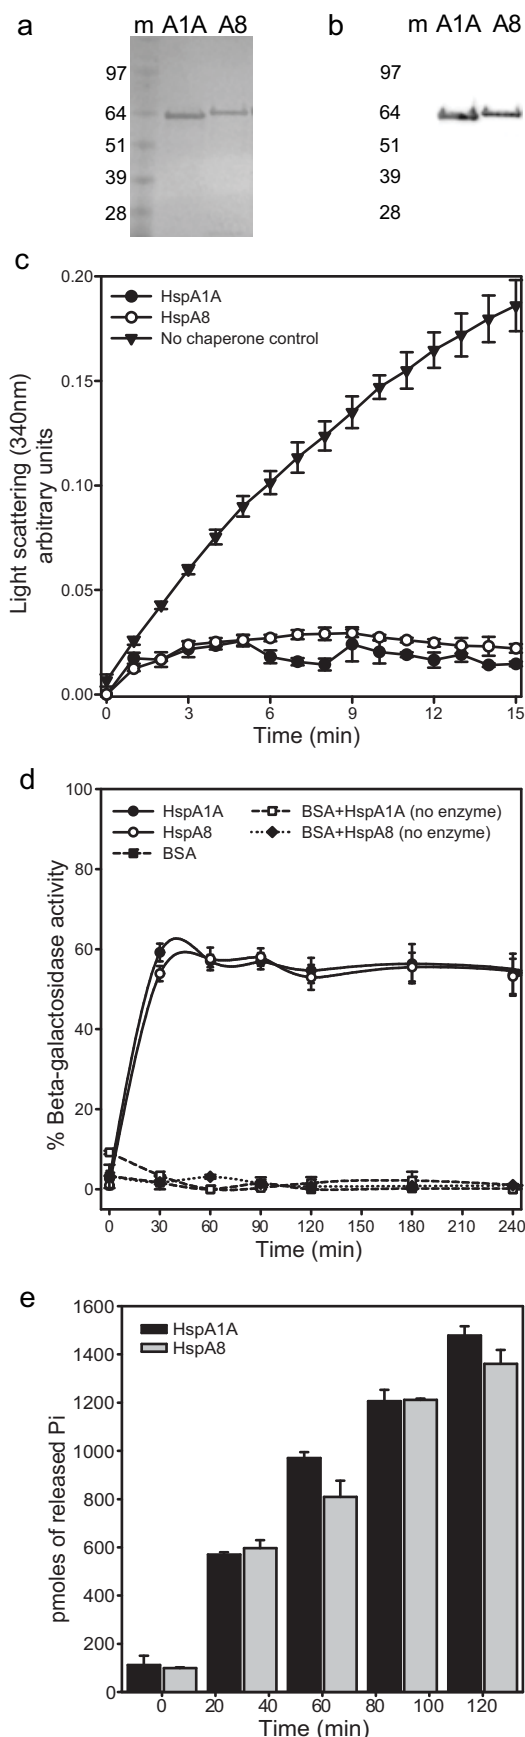 a
m A1A A8
97
64
51
39
28
b
m A1A A8
97
64
51
39
28
c
0.20
0.15
0.10
0.05
0.00
Light scattering (340nm)
arbitrary units
HspA1A
HspA8
No chaperone control
0 3 6 9 12 15
Time (min)
d
100
80
60
40
20
0
% Beta-galactosidase activity
HspA1A
HspA8
BSA
BSA+HspA1A (no enzyme)
BSA+HspA8 (no enzyme)
0 30 60 90 120 150 180 210 240
Time (min)
e
1600
1400
1200
1000
800
600
400
200
0
pmoles of released Pi
HspA1A
HspA8
0 20 40 60 80 100 120
Time (min)